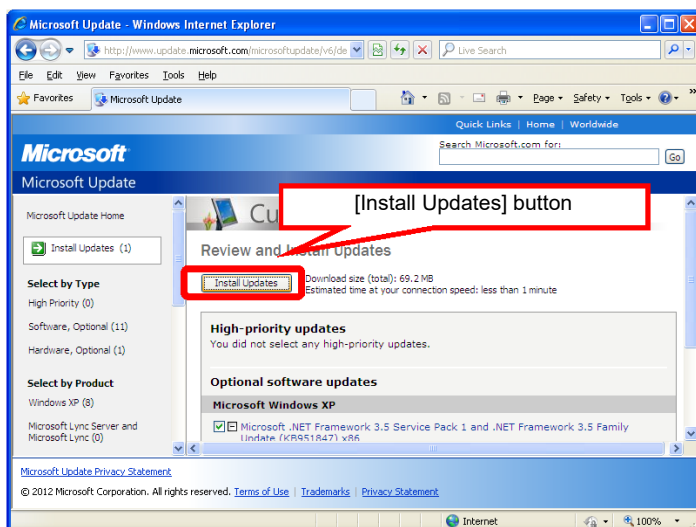 Microsoft Update - Windows Internet Explorer
http://www.update.microsoft.com/microsoftupdate/v6/de
Live Search
File Edit View Favorites Tools Help
Favorites Microsoft Update Page Safety Tools
Quick Links | Home | Worldwide
Microsoft
Search Microsoft.com for:
Go
Microsoft Update
Microsoft Update Home
Install Updates (1)
Select by Type
High Priority (0)
Software, Optional (11)
Hardware, Optional (1)
Select by Product
Windows XP (8)
Microsoft Lync Server and
Microsoft Lync (0)
[Install Updates] button
Review and Install Updates
Install Updates
Download size (total): 69.2 MB
Estimated time at your connection speed: less than 1 minute
High-priority updates
You did not select any high-priority updates.
Optional software updates
Microsoft Windows XP
Microsoft .NET Framework 3.5 Service Pack 1 and .NET Framework 3.5 Family
Update (KB951847) x86
Microsoft Update Privacy Statement
© 2012 Microsoft Corporation. All rights reserved. Terms of Use | Trademarks | Privacy Statement
Internet 100%